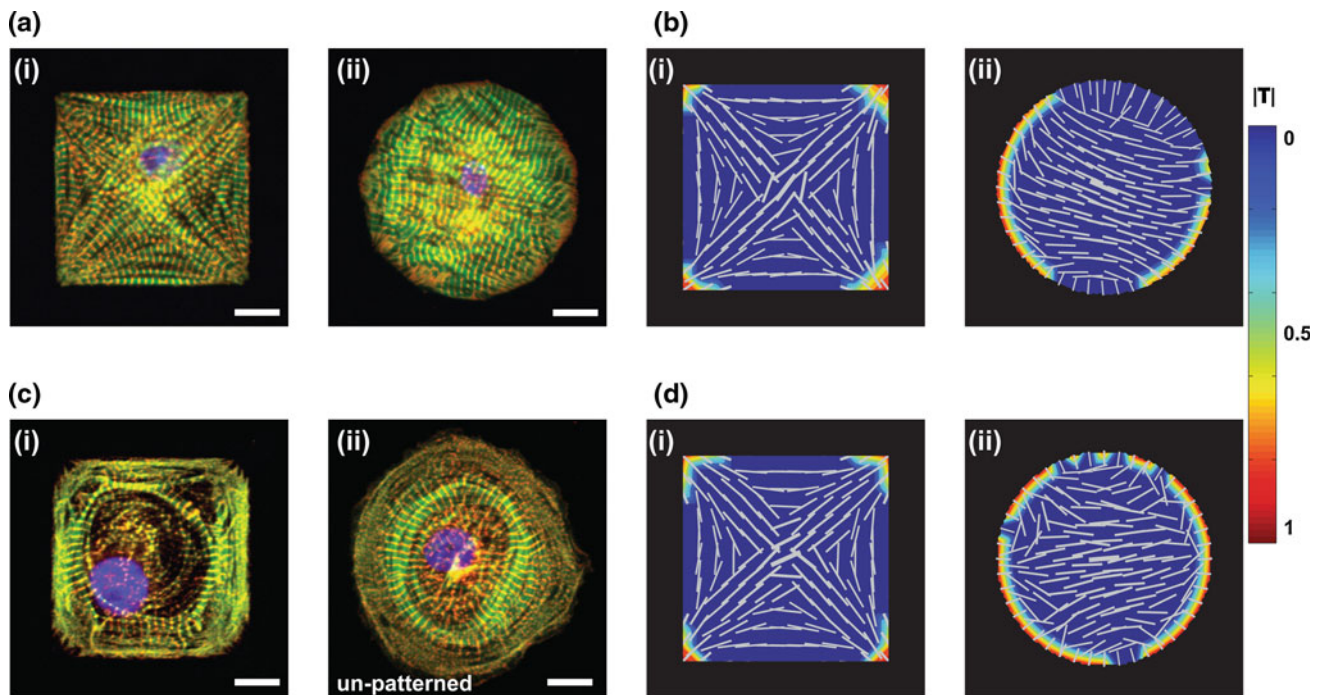 (a)
(b)
(i)
(ii)
(i)
(ii)
|T|
0
0.5
1
(c)
(d)
(i)
(ii)
un-patterned
(i)
(ii)